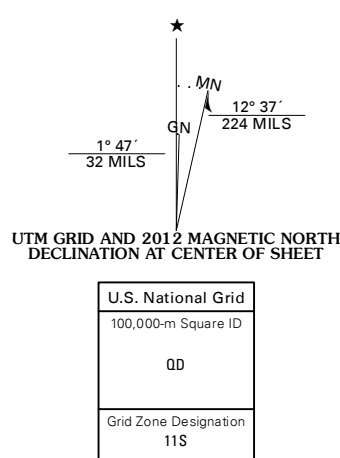 ★
MN
12° 37´
224 MILS
GN
1° 47´
32 MILS
UTM GRID AND 2012 MAGNETIC NORTH
DECLINATION AT CENTER OF SHEET
U.S. National Grid
100,000-m Square ID
QD
Grid Zone Designation
11S